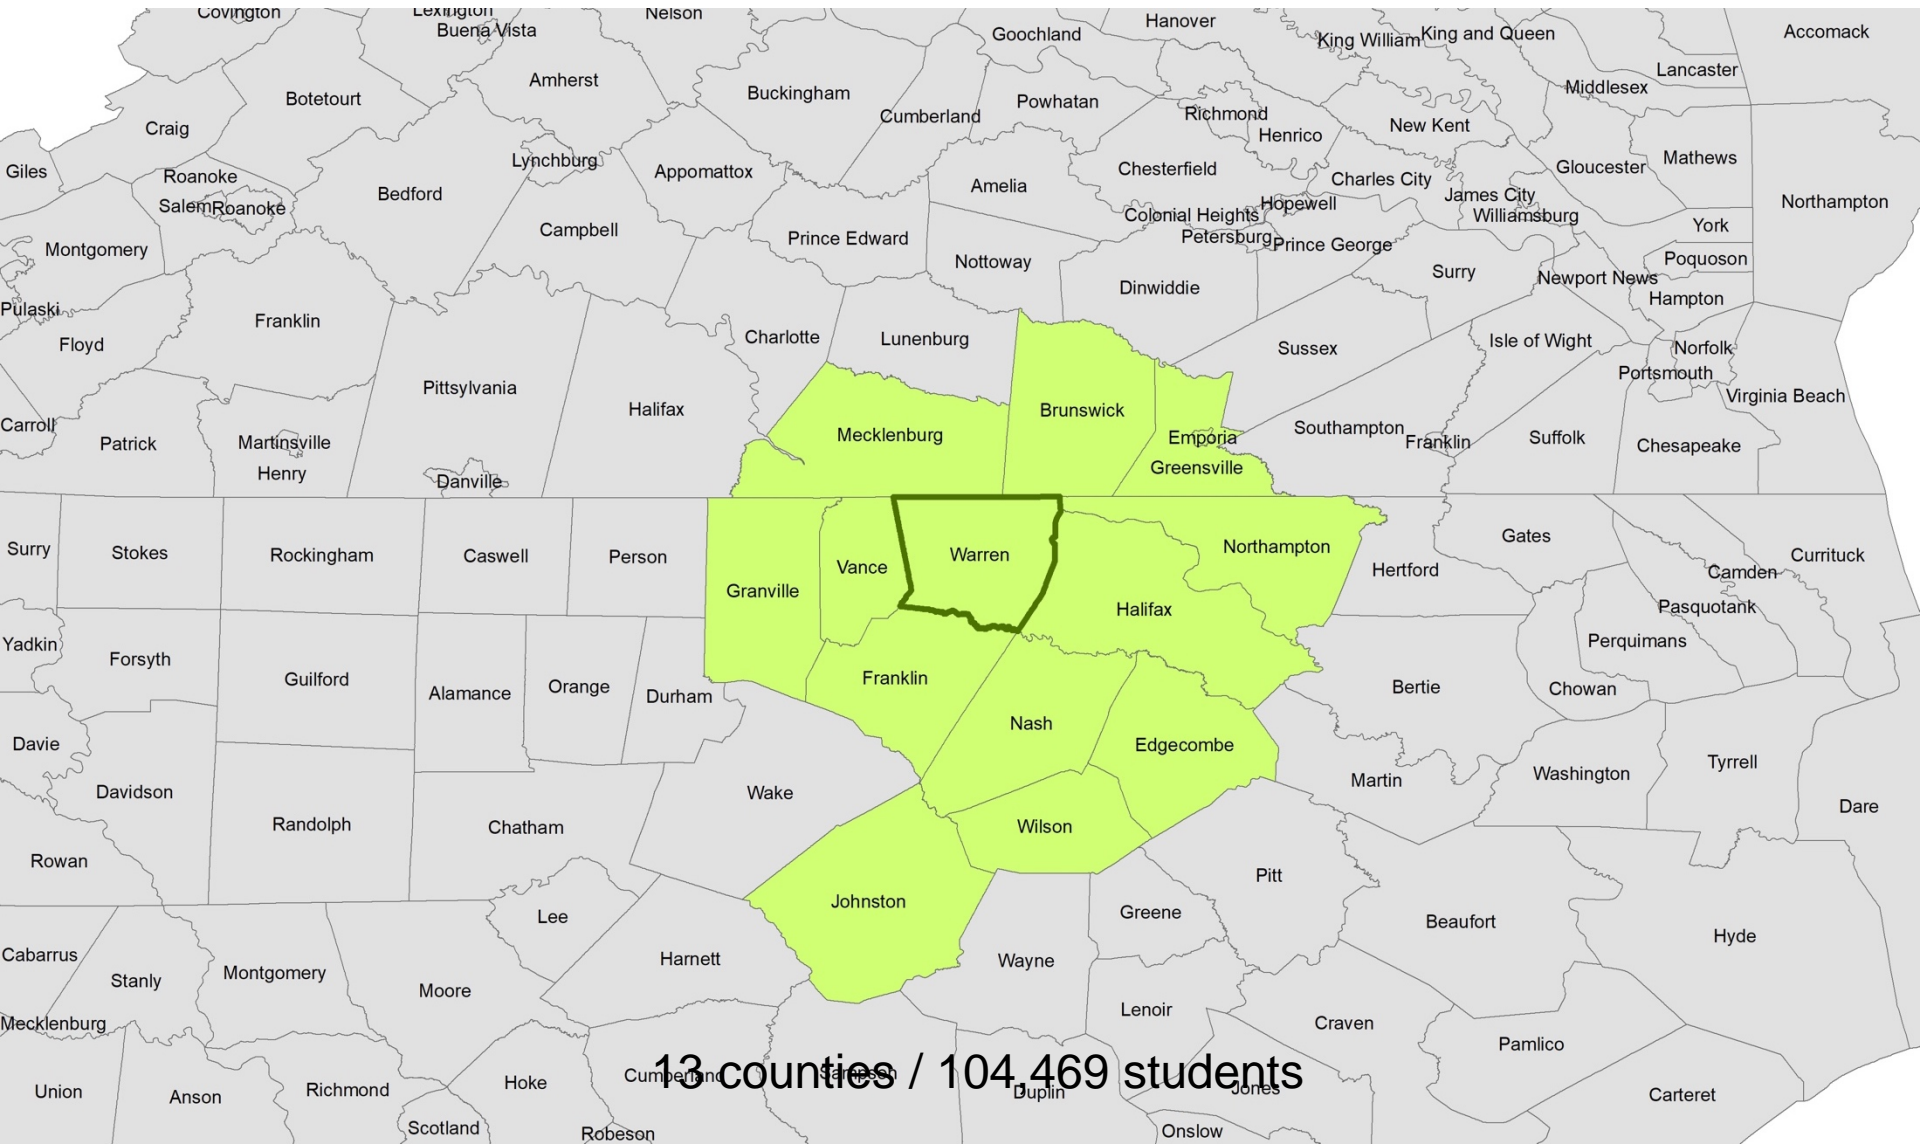 Covington
Lexington
Nelson
Buena Vista
Goochland
Hanover
King William
King and Queen
Accomack
Lancaster
Middlesex
Botetourt
Amherst
Buckingham
Cumberland
Powhatan
Richmond
Henrico
New Kent
Craig
Giles
Roanoke
Salem
Roanoke
Bedford
Lynchburg
Appomattox
Amelia
Chesterfield
Charles City
Gloucester
Mathews
James City
Williamsburg
Northampton
Colonial Heights
Hopewell
Petersburg
Prince George
York
Poquoson
Montgomery
Campbell
Prince Edward
Nottoway
Dinwiddie
Surry
Newport News
Hampton
Pulaski
Floyd
Franklin
Charlotte
Lunenburg
Sussex
Isle of Wight
Norfolk
Portsmouth
Virginia Beach
Carroll
Patrick
Pittsylvania
Halifax
Mecklenburg
Brunswick
Emporia
Greensville
Southampton
Franklin
Suffolk
Chesapeake
Martinsville
Henry
Danville
Surry
Stokes
Rockingham
Caswell
Person
Granville
Vance
Warren
Northampton
Halifax
Hertford
Gates
Camden
Currituck
Pasquotank
Perquimans
Yadkin
Forsyth
Guilford
Alamance
Orange
Durham
Franklin
Nash
Edgecombe
Bertie
Chowan
Davie
Davidson
Randolph
Chatham
Wake
Wilson
Martin
Washington
Tyrrell
Dare
Rowan
Johnston
Pitt
Lee
Greene
Beaufort
Hyde
Cabarrus
Stanly
Montgomery
Moore
Harnett
Wayne
Lenoir
Craven
Pamlico
Mecklenburg
Union
Anson
Richmond
Hoke
Cumberland
Sampson
Duplin
Jones
Carteret
13 counties / 104,469 students
Scotland
Robeson
Onslow